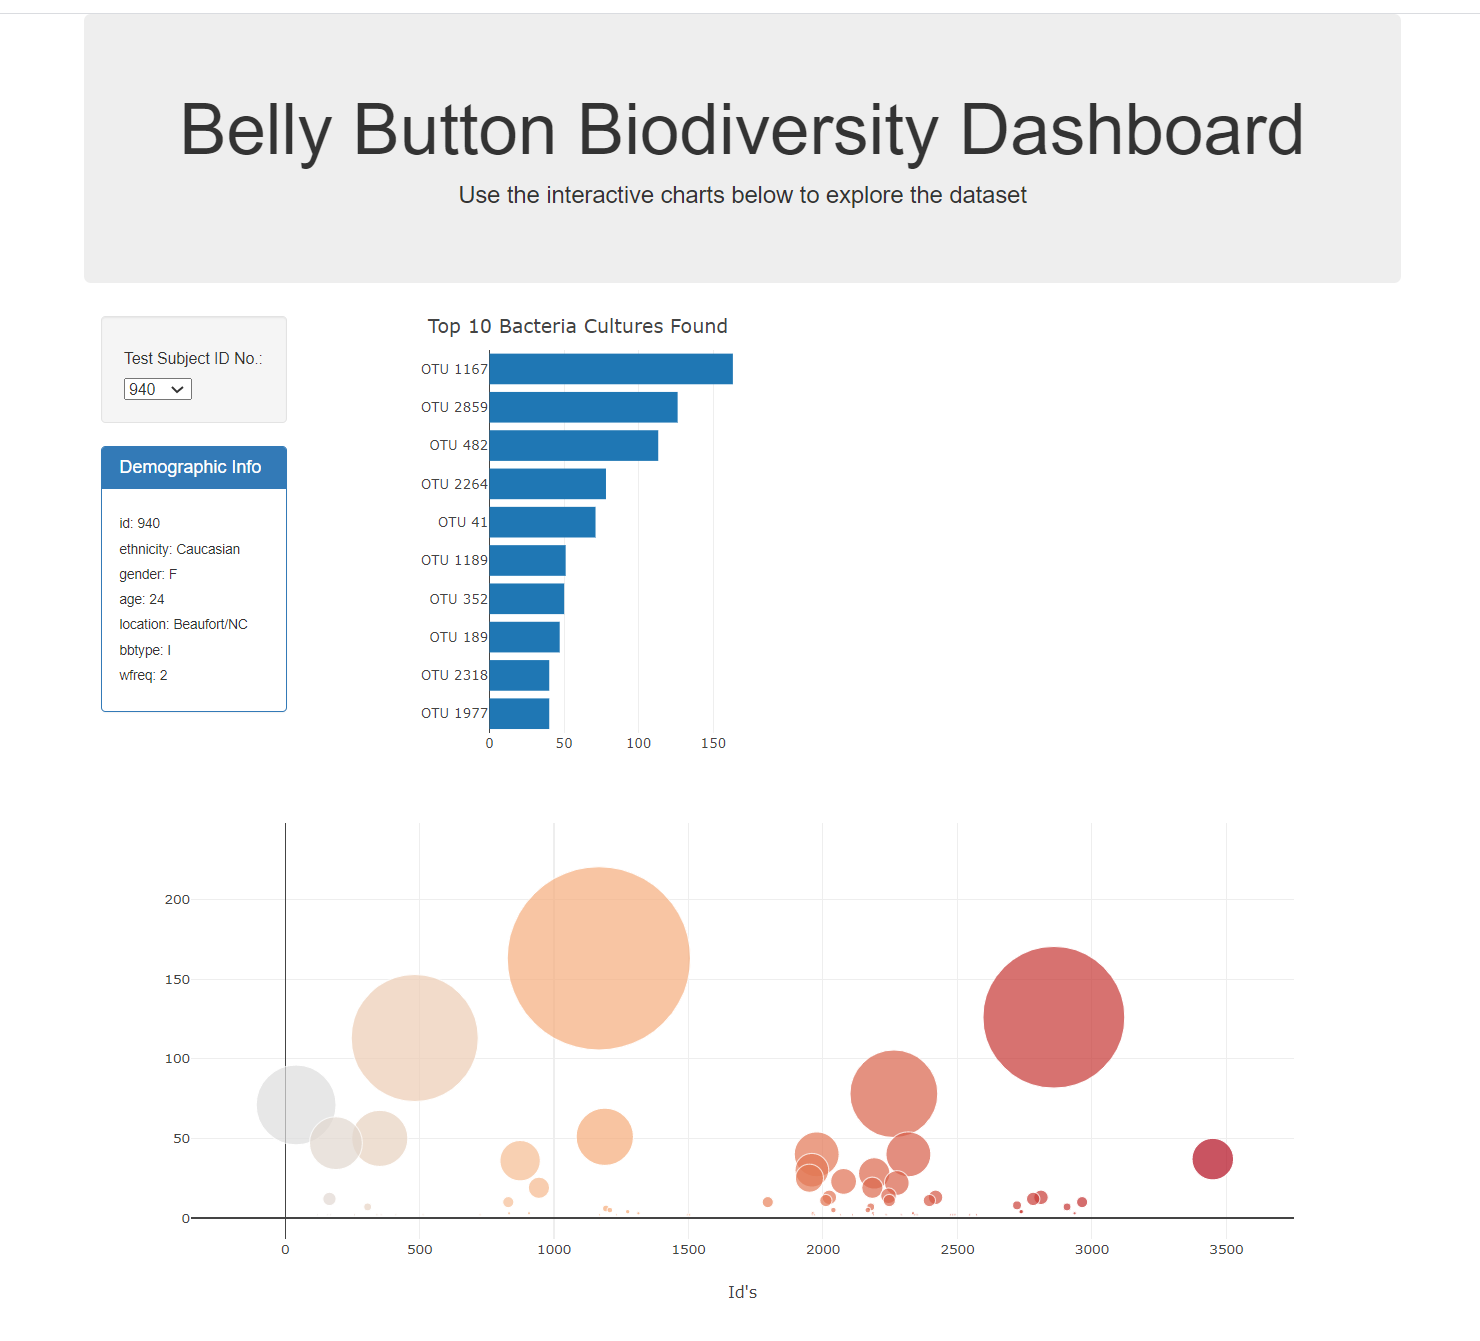 Belly Button Biodiversity Dashboard
Use the interactive charts below to explore the dataset
Test Subject ID No.:
940
Demographic Info
id: 940
ethnicity: Caucasian
gender: F
age: 24
location: Beaufort/NC
bbtype: I
wfreq: 2
Top 10 Bacteria Cultures Found
OTU 1167
OTU 2859
OTU 482
OTU 2264
OTU 41
OTU 1189
OTU 352
OTU 189
OTU 2318
OTU 1977
0 50 100 150
200
150
100
50
0
0 500 1000 1500 2000 2500 3000 3500
Id's